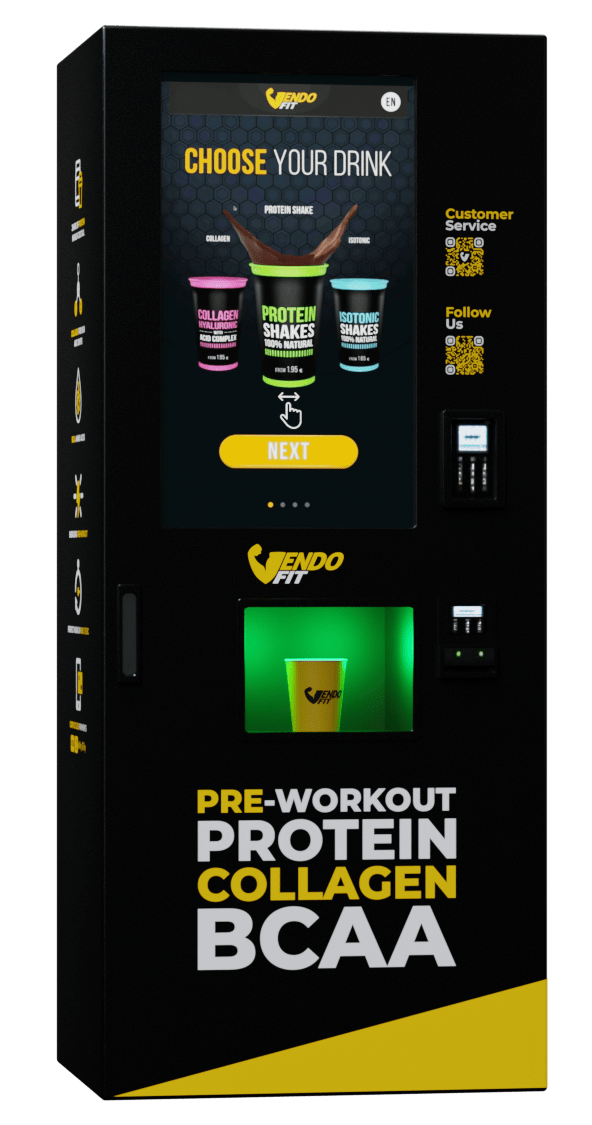 VENDO
FIT
EN
CHOOSE YOUR DRINK
PROTEIN SHAKE
COLLAGEN
ISOTONIC
COLLAGEN
HYALURONIC
WITH
ACID COMPLEX
FROM 1.95 €
PROTEIN
SHAKES
100% NATURAL
FROM 1.95 €
ISOTONIC
SHAKES
100% NATURAL
FROM 1.95 €
NEXT
Customer
Service
Follow
Us
VENDO
FIT
VENDO
FIT
PRE-WORKOUT
PROTEIN
COLLAGEN
BCAA